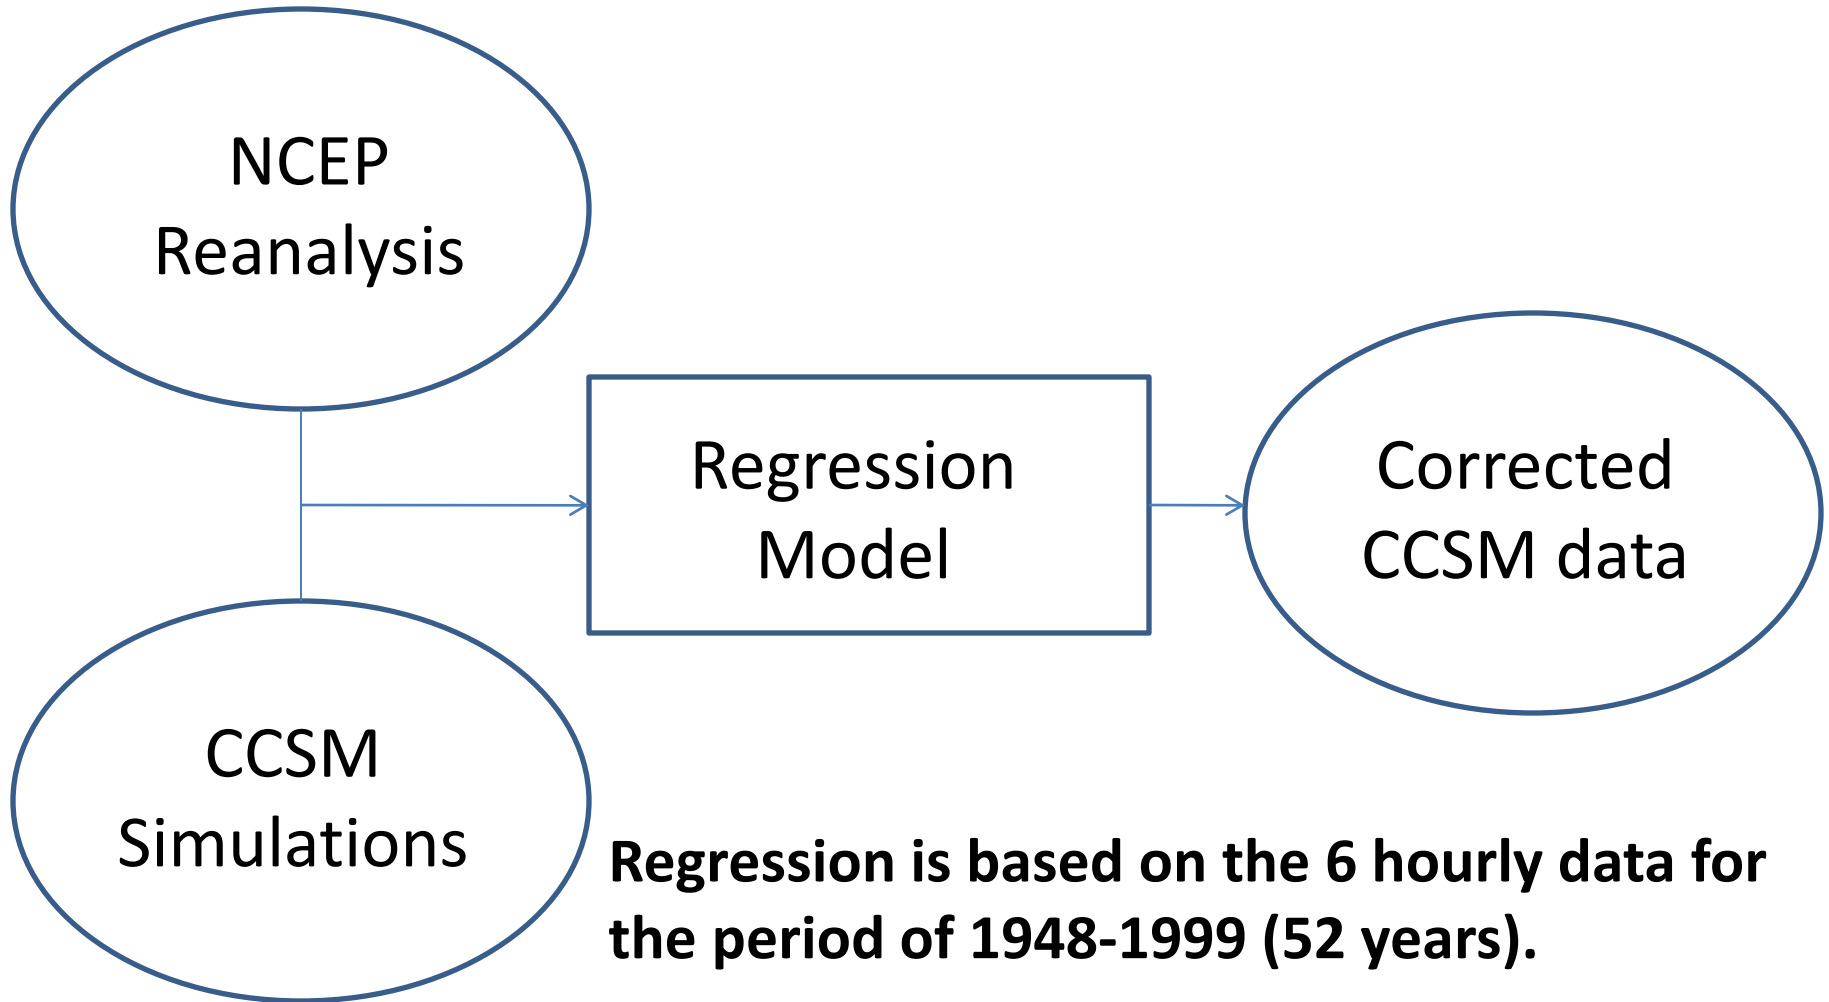 NCEP
Reanalysis
Regression
Model
Corrected
CCSM data
CCSM
Simulations
Regression is based on the 6 hourly data for
the period of 1948-1999 (52 years).